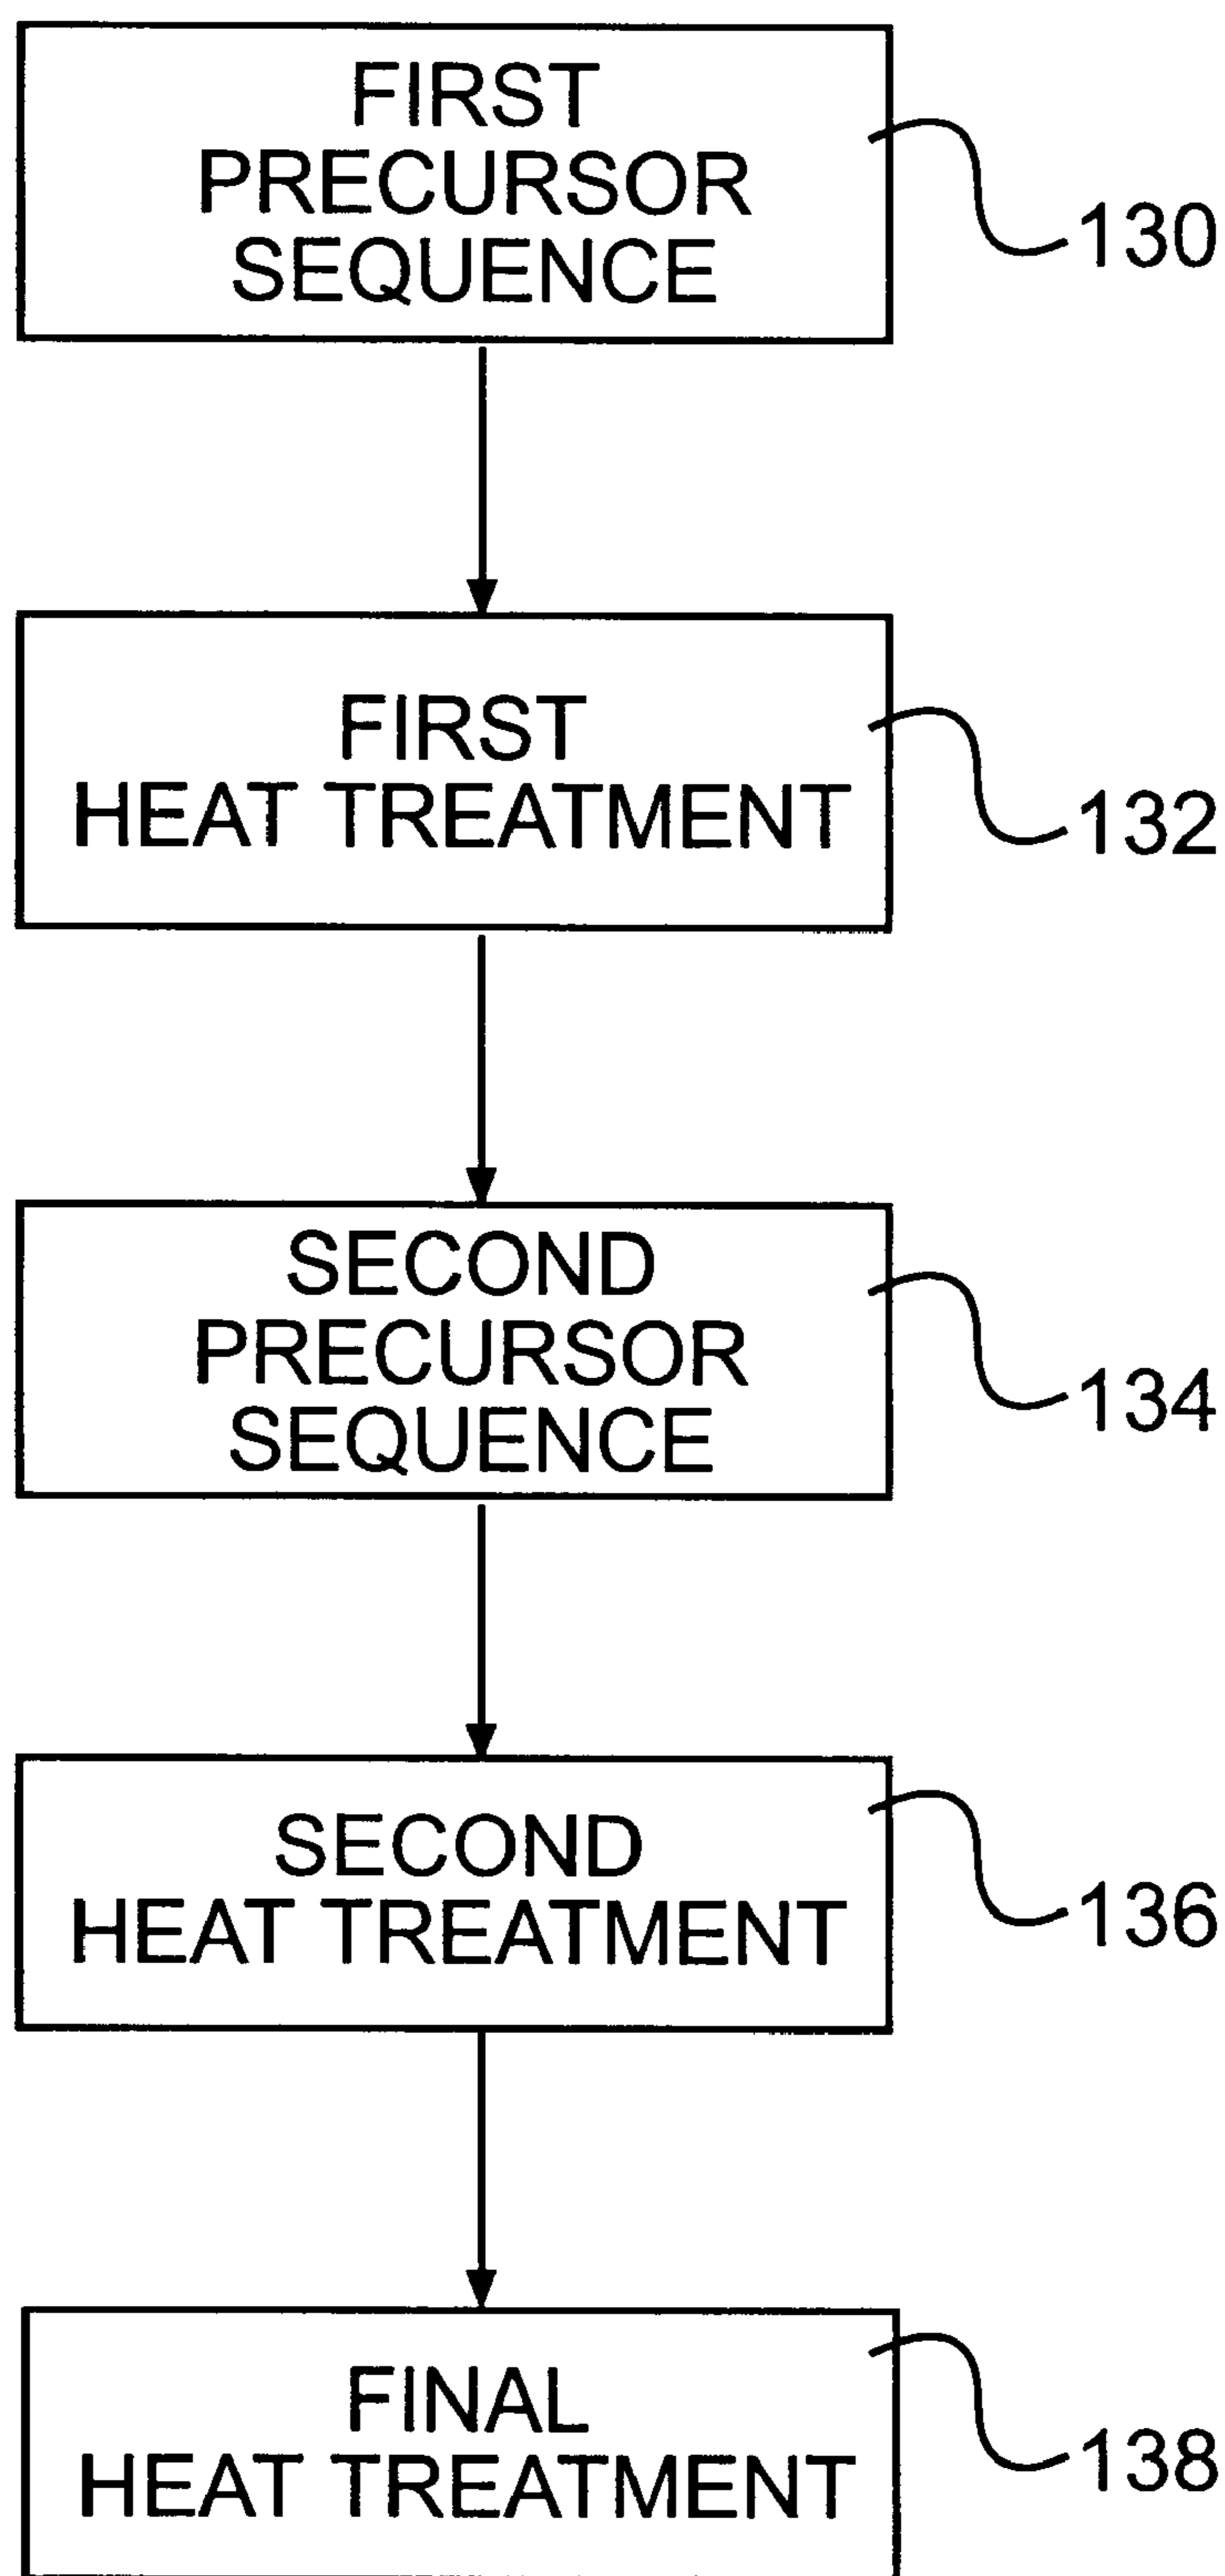 FIRST
PRECURSOR
SEQUENCE
130
FIRST
HEAT TREATMENT
132
SECOND
PRECURSOR
SEQUENCE
134
SECOND
HEAT TREATMENT
136
FINAL
HEAT TREATMENT
138